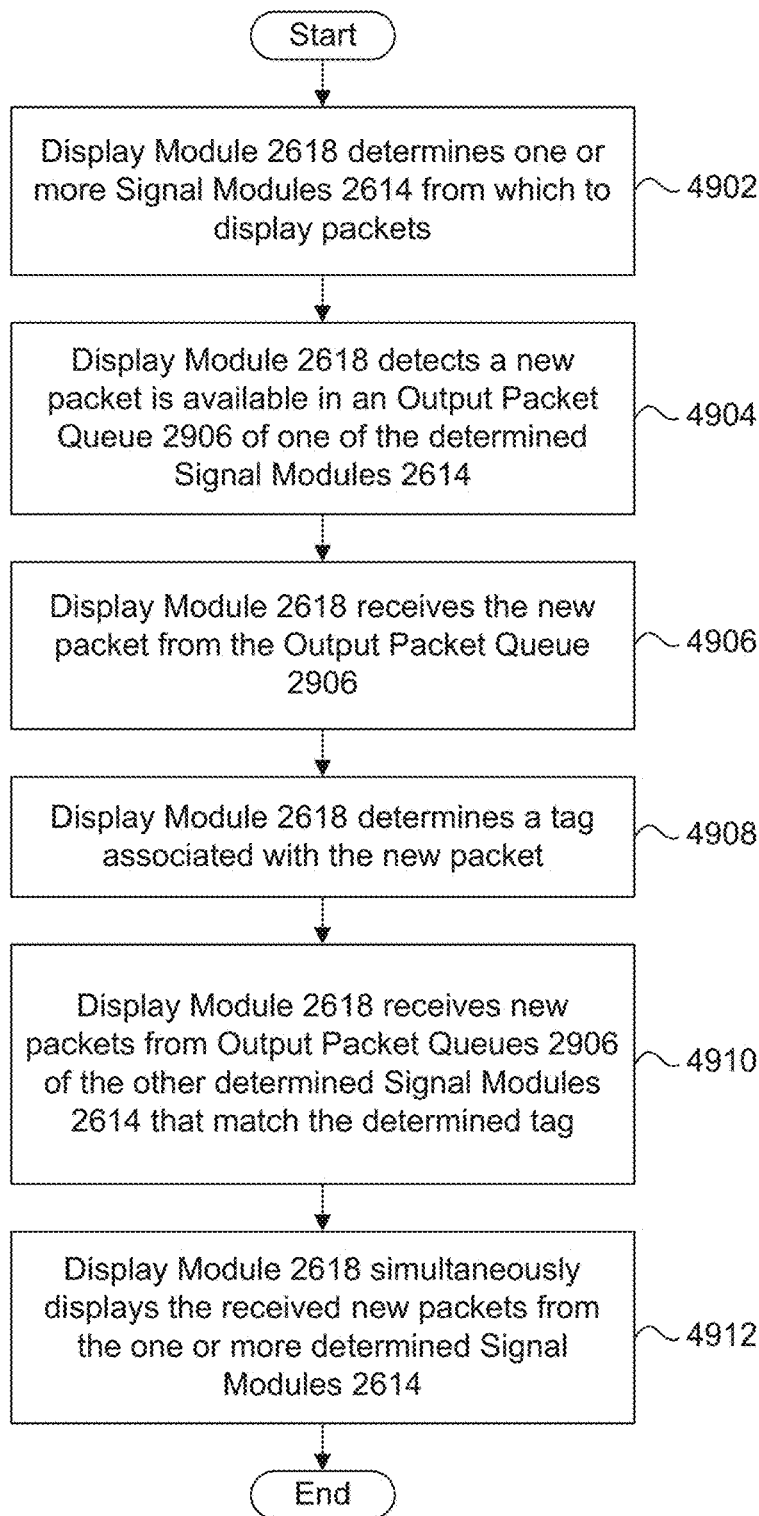 Start
Display Module 2618 determines one or
more Signal Modules 2614 from which to
display packets
4902
Display Module 2618 detects a new
packet is available in an Output Packet
Queue 2906 of one of the determined
Signal Modules 2614
4904
Display Module 2618 receives the new
packet from the Output Packet Queue
2906
4906
Display Module 2618 determines a tag
associated with the new packet
4908
Display Module 2618 receives new
packets from Output Packet Queues 2906
of the other determined Signal Modules
2614 that match the determined tag
4910
Display Module 2618 simultaneously
displays the received new packets from
the one or more determined Signal
Modules 2614
4912
End